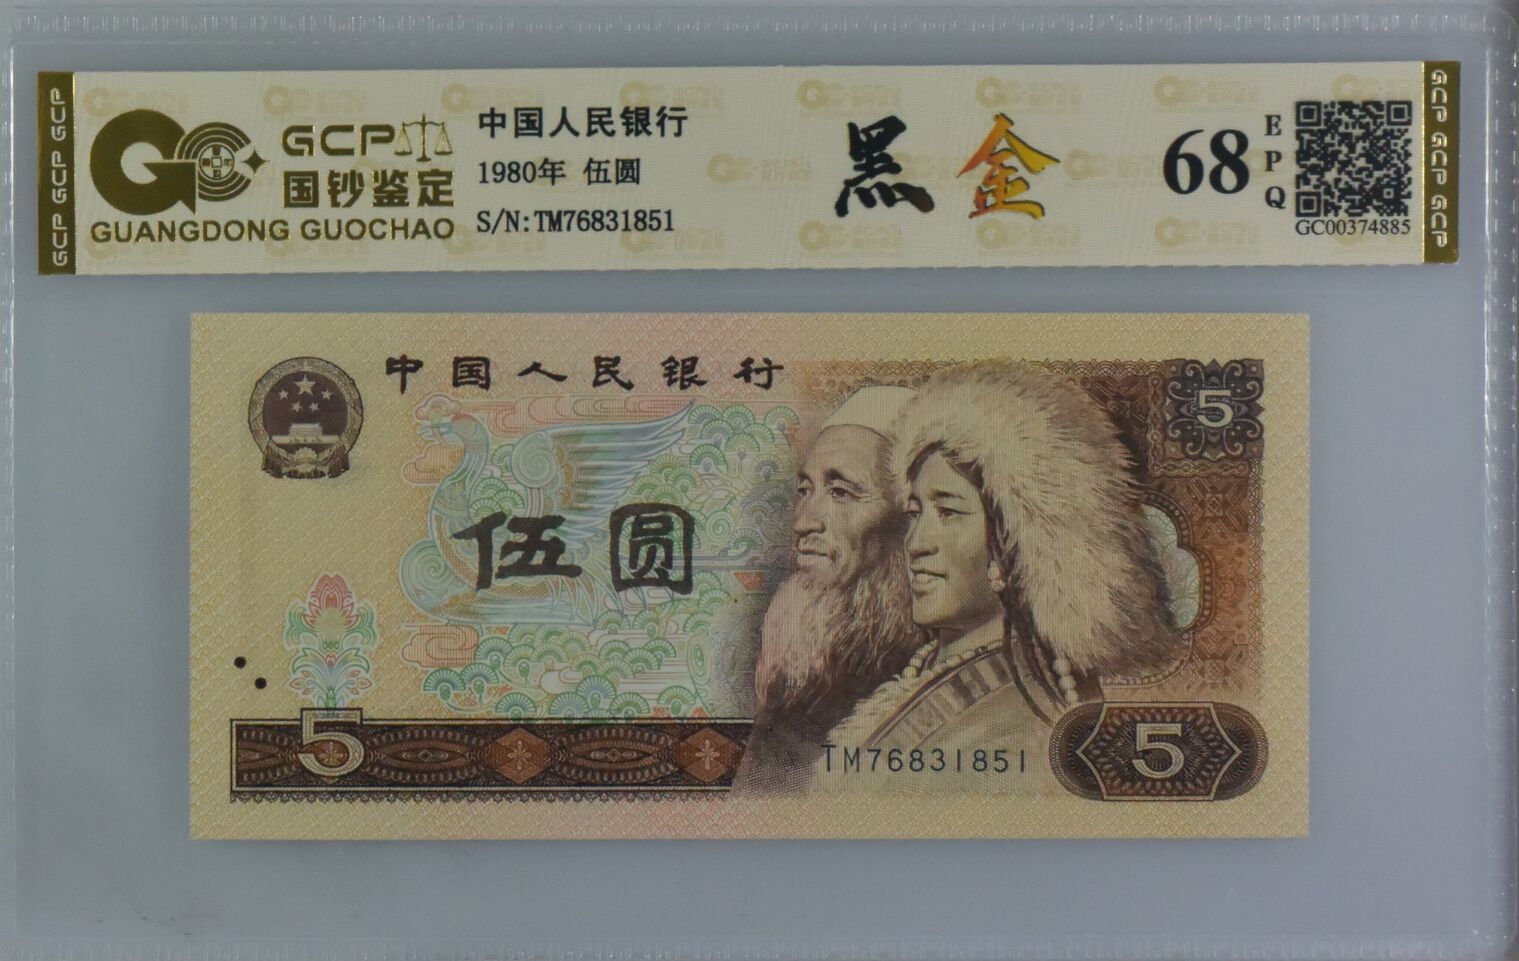 GCP GCP GCP
GCP
国钞鉴定
GUANGDONG GUOCHAO
中国人民银行
1980年 伍圆
S/N:TM76831851
黑金
68
EPQ
GC00374885
GCP GCP GCP
中国人民银行
5
伍圆
5
TM76831851
5